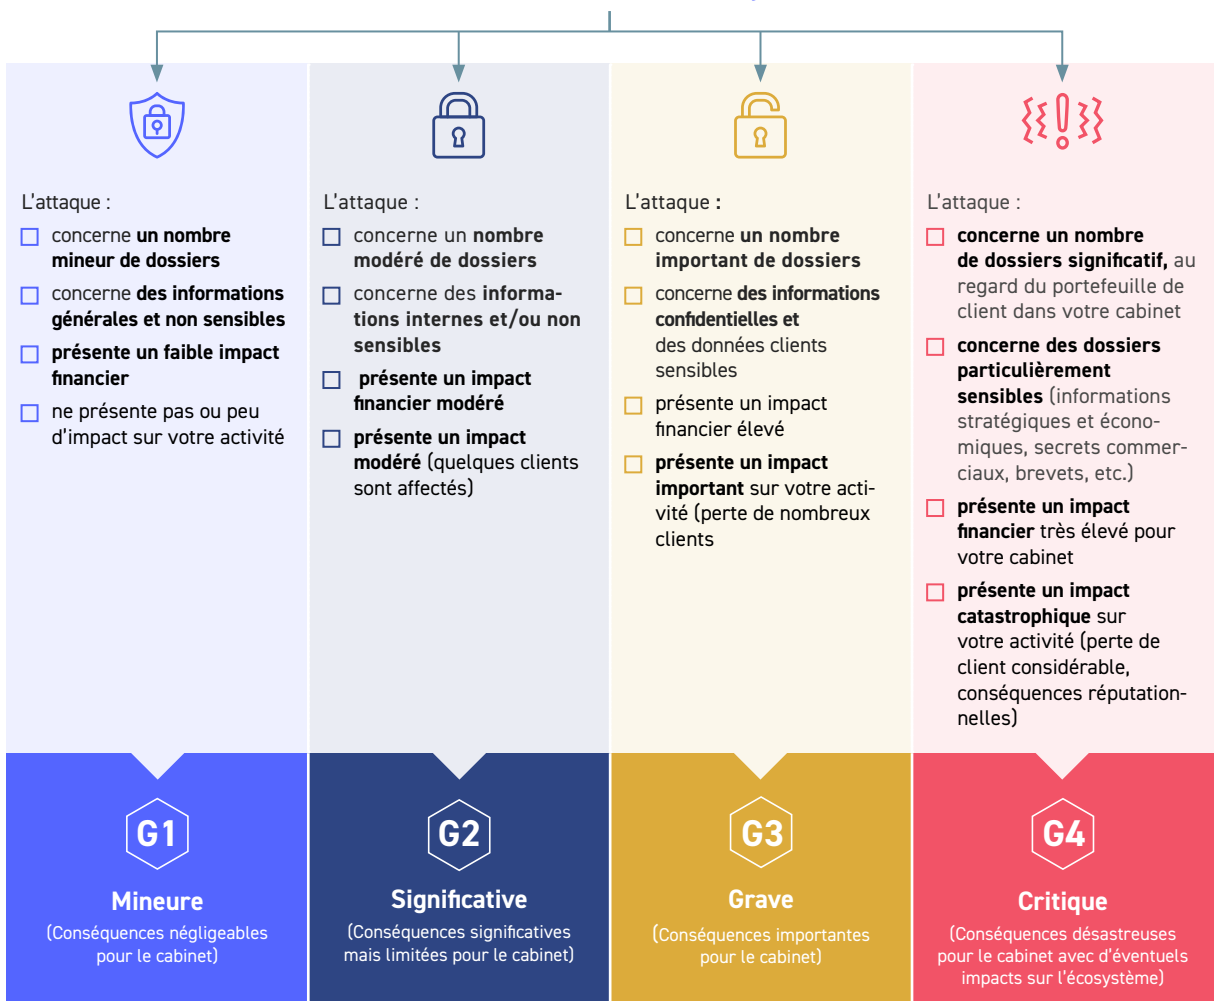 L'attaque :
concerne un nombre
mineur de dossiers
concerne des informations
générales et non sensibles
présente un faible impact
financier
ne présente pas ou peu
d'impact sur votre activité
L'attaque :
concerne un nombre
modéré de dossiers
concerne des informa-
tions internes et/ou non
sensibles
présente un impact
financier modéré
présente un impact
modéré (quelques clients
sont affectés)
L'attaque :
concerne un nombre
important de dossiers
concerne des informations
confidentielles et
des données clients
sensibles
présente un impact
financier élevé
présente un impact
important sur votre acti-
vité (perte de nombreux
clients
L'attaque :
concerne un nombre
de dossiers significatif, au
regard du portefeuille de
client dans votre cabinet
concerne des dossiers
particulièrement
sensibles (informations
stratégiques et écono-
miques, secrets commer-
ciaux, brevets, etc.)
présente un impact
financier très élevé pour
votre cabinet
présente un impact
catastrophique sur
votre activité (perte de
client considérable,
conséquences réputation-
nelles)
G1
Mineure
(Conséquences négligeables
pour le cabinet)
G2
Significative
(Conséquences significatives
mais limitées pour le cabinet)
G3
Grave
(Conséquences importantes
pour le cabinet)
G4
Critique
(Conséquences désastreuses
pour le cabinet avec d'éventuels
impacts sur l'écosystème)